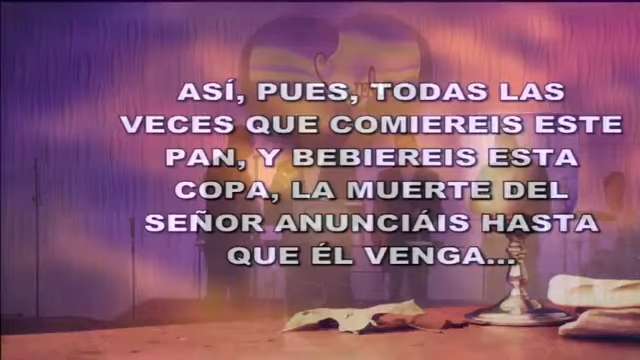 ASÍ, PUES, TODAS LAS
VECES QUE COMIEREIS ESTE
PAN, Y BEBIEREIS ESTA
COPA, LA MUERTE DEL
SEÑOR ANUNCIÁIS HASTA
QUE ÉL VENGA...